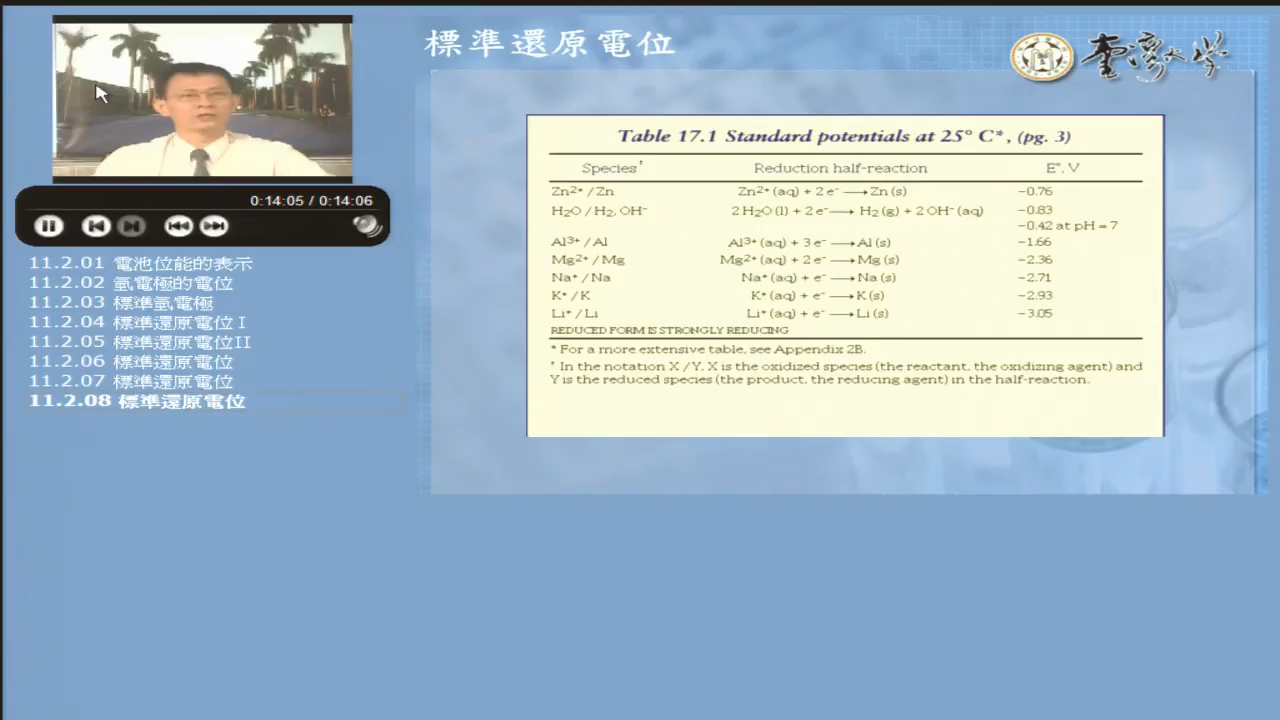 標準還原電位
臺灣大學
0:14:05 / 0:14:06
11.2.01 電池位能的表示
11.2.02 氫電極的電位
11.2.03 標準氫電極
11.2.04 標準還原電位 I
11.2.05 標準還原電位II
11.2.06 標準還原電位
11.2.07 標準還原電位
11.2.08 標準還原電位
Table 17.1 Standard potentials at 25° C*, (pg. 3)
Species† Reduction half-reaction E°, V
Zn²⁺ / Zn Zn²⁺ (aq) + 2 e⁻ ⟶ Zn (s) −0.76
H₂O / H₂, OH⁻ 2 H₂O (l) + 2 e⁻ ⟶ H₂ (g) + 2 OH⁻ (aq) −0.83
−0.42 at pH = 7
Al³⁺ / Al Al³⁺ (aq) + 3 e⁻ ⟶ Al (s) −1.66
Mg²⁺ / Mg Mg²⁺ (aq) + 2 e⁻ ⟶ Mg (s) −2.36
Na⁺ / Na Na⁺ (aq) + e⁻ ⟶ Na (s) −2.71
K⁺ / K K⁺ (aq) + e⁻ ⟶ K (s) −2.93
Li⁺ / Li Li⁺ (aq) + e⁻ ⟶ Li (s) −3.05
REDUCED FORM IS STRONGLY REDUCING
* For a more extensive table, see Appendix 2B.
† In the notation X / Y, X is the oxidized species (the reactant, the oxidizing agent) and
Y is the reduced species (the product, the reducing agent) in the half-reaction.